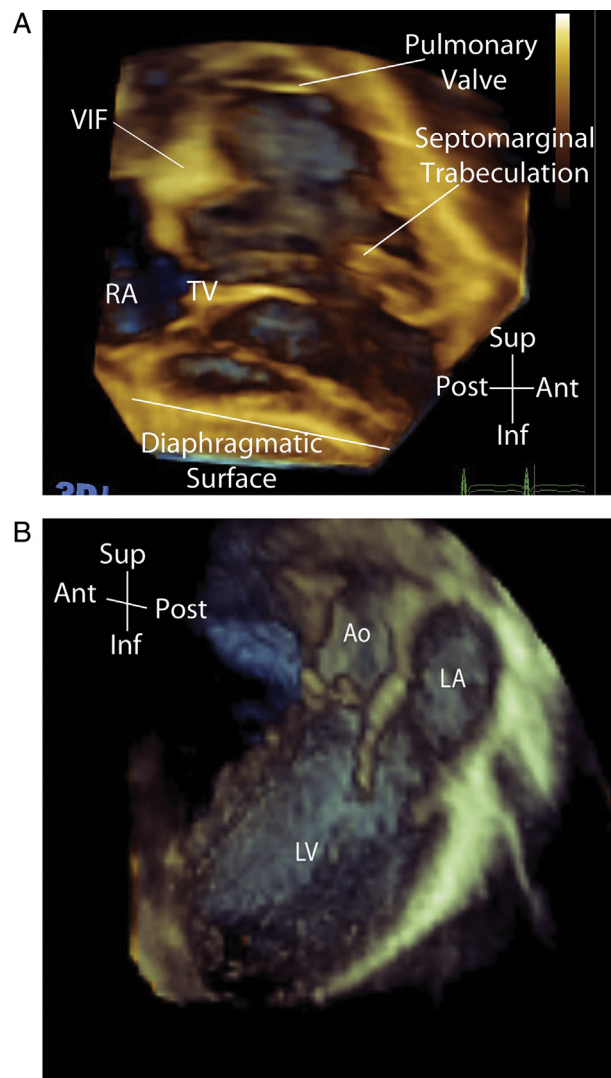 A
Pulmonary
Valve
VIF
Septomarginal
Trabeculation
RA
TV
Sup
Post
Ant
Inf
Diaphragmatic
Surface
B
Sup
Ant
Post
Inf
Ao
LA
LV